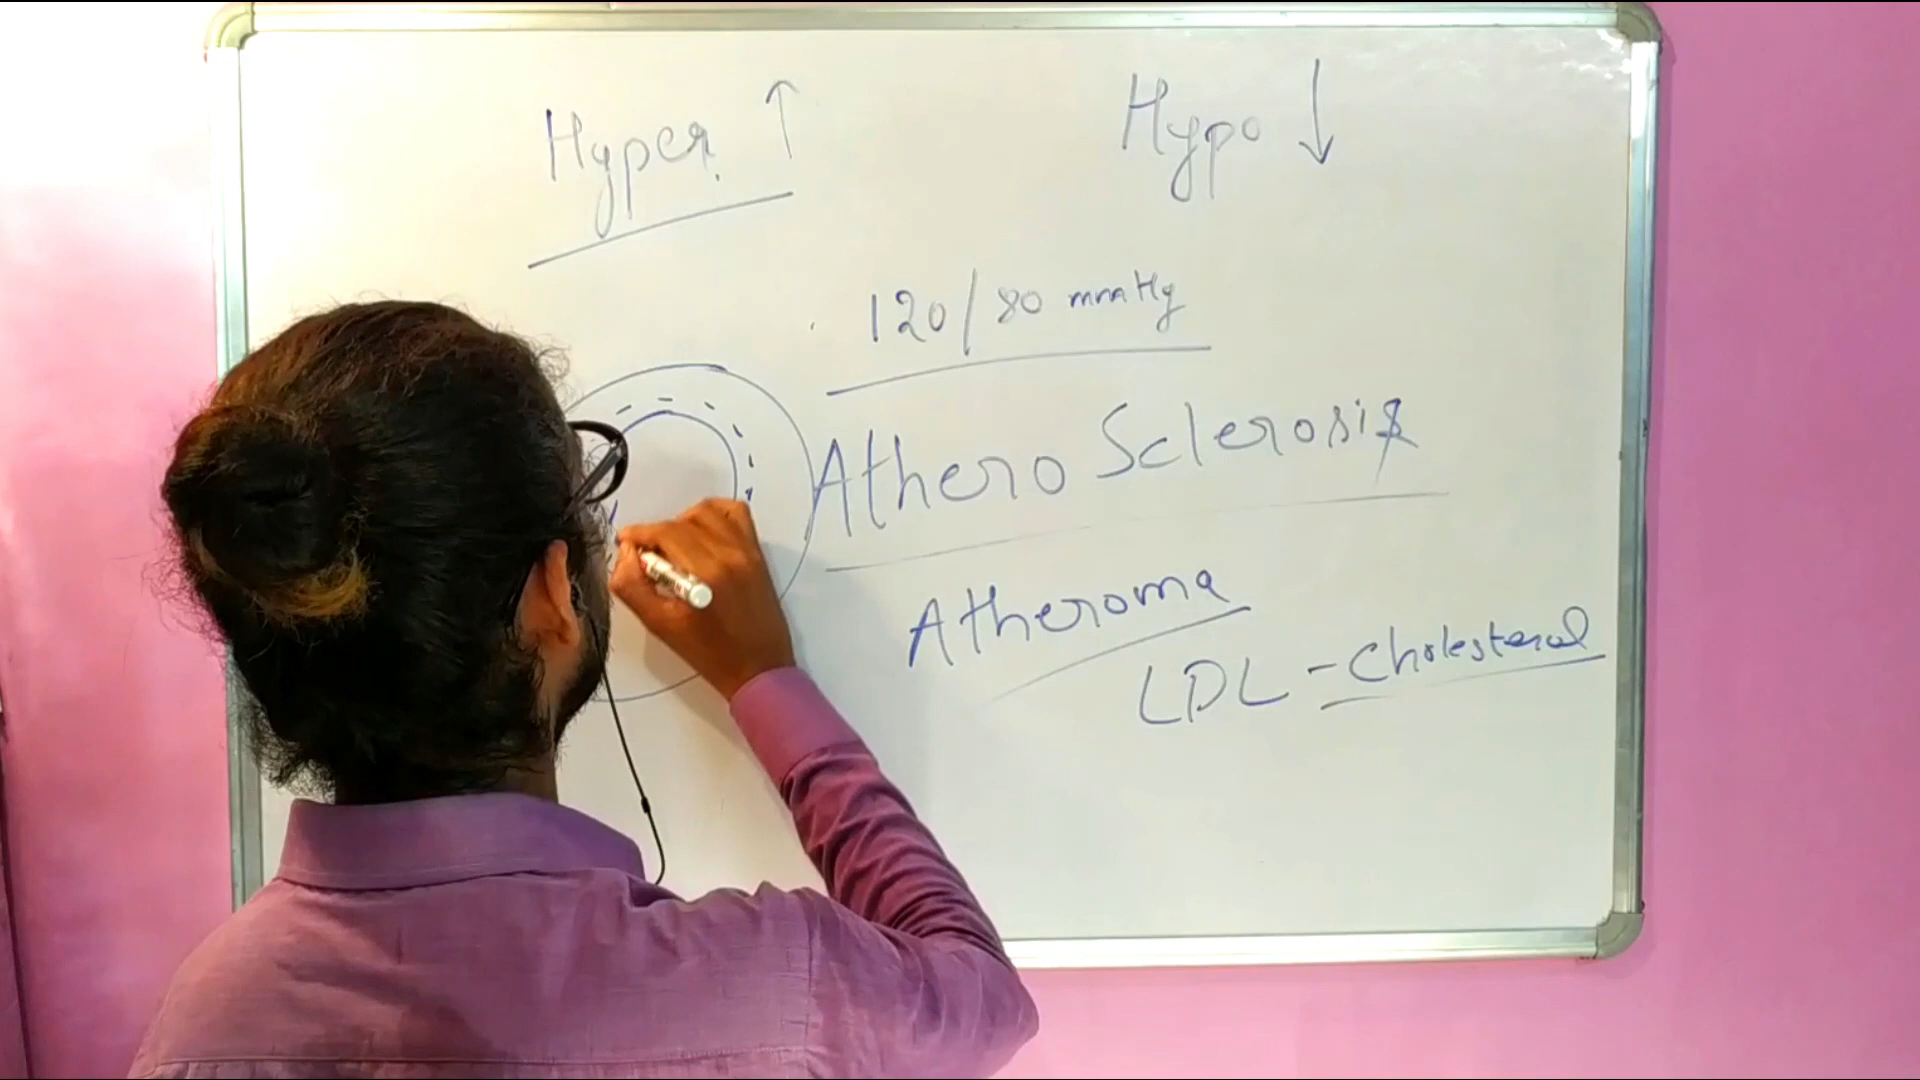 Hyper ↑
Hypo ↓
120/80 mmHg
Athero Sclerosis
Atheroma
LDL - Cholesterol